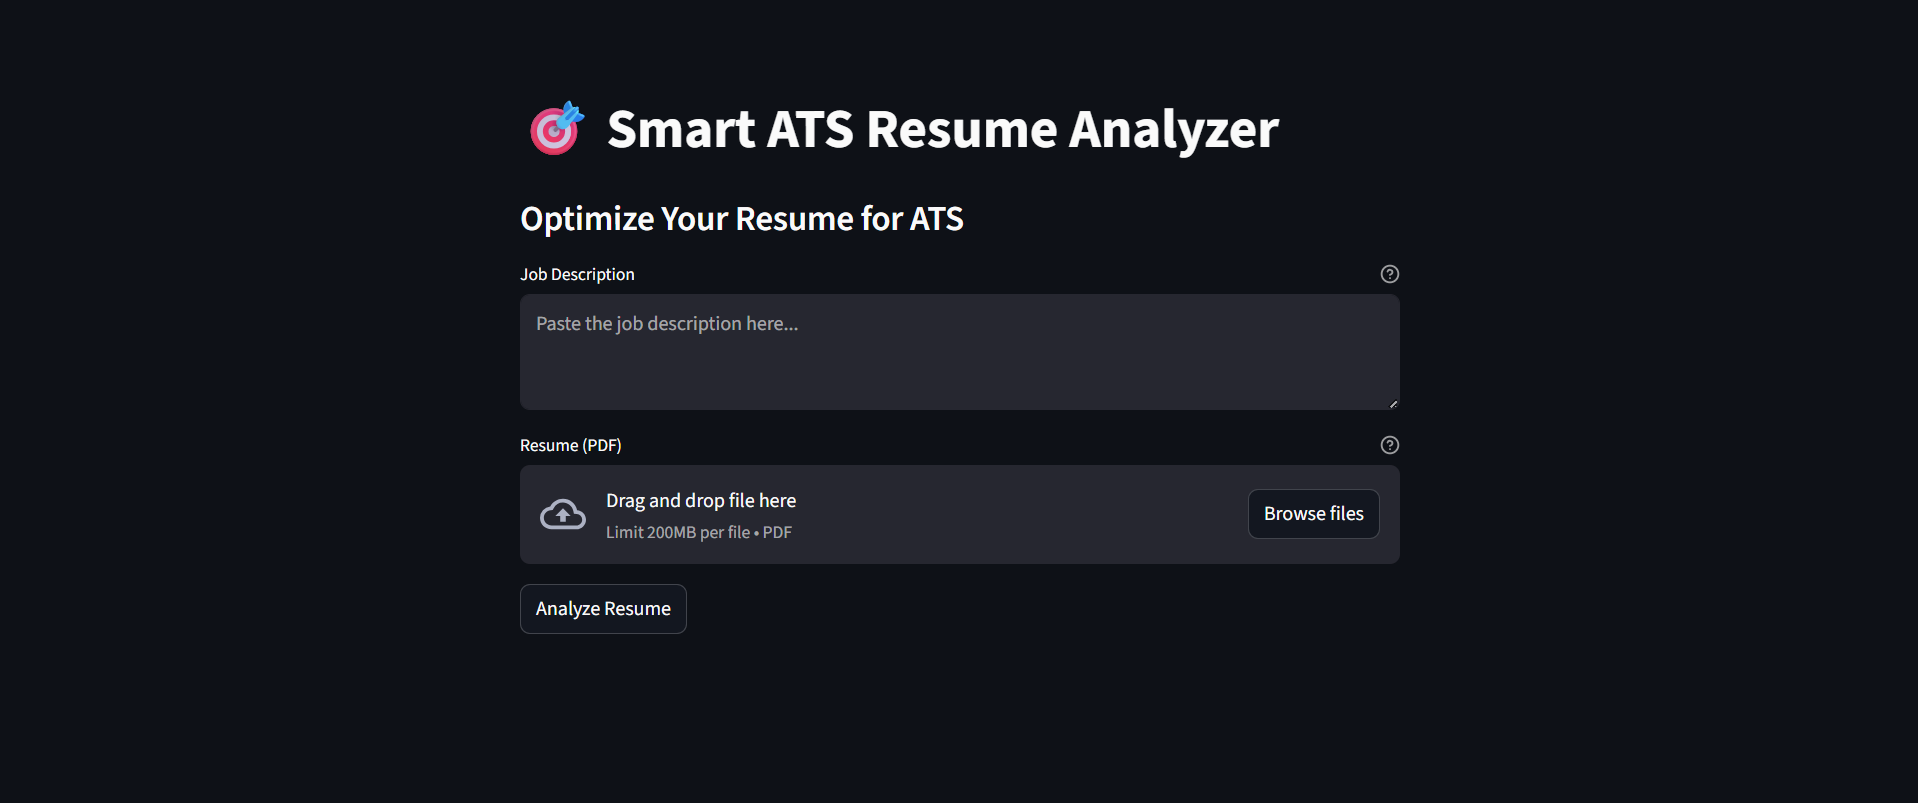 Smart ATS Resume Analyzer
Optimize Your Resume for ATS
Job Description
Paste the job description here...
Resume (PDF)
Drag and drop file here
Limit 200MB per file • PDF
Browse files
Analyze Resume